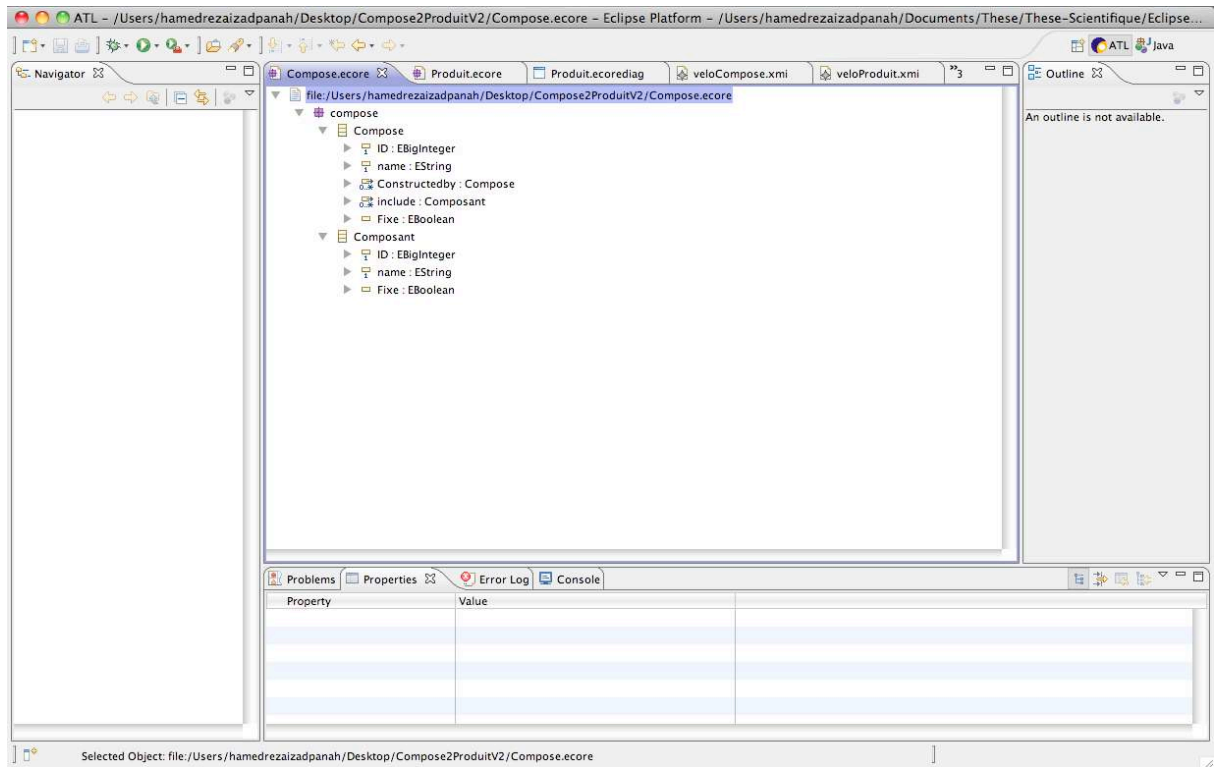 ATL - /Users/hamedrezaizadpanah/Desktop/Compose2ProduitV2/Compose.ecore - Eclipse Platform - /Users/hamedrezaizadpanah/Documents/These/These-Scientifique/Eclipse...
ATL Java
Navigator
Compose.ecore Produit.ecore Produit.ecorediag veloCompose.xmi veloProduit.xmi »3
Outline
file:/Users/hamedrezaizadpanah/Desktop/Compose2ProduitV2/Compose.ecore
An outline is not available.
compose
Compose
ID : EBigInteger
name : EString
Constructedby : Compose
include : Composant
Fixe : EBoolean
Composant
ID : EBigInteger
name : EString
Fixe : EBoolean
Problems Properties Error Log Console
Property Value
Selected Object: file:/Users/hamedrezaizadpanah/Desktop/Compose2ProduitV2/Compose.ecore